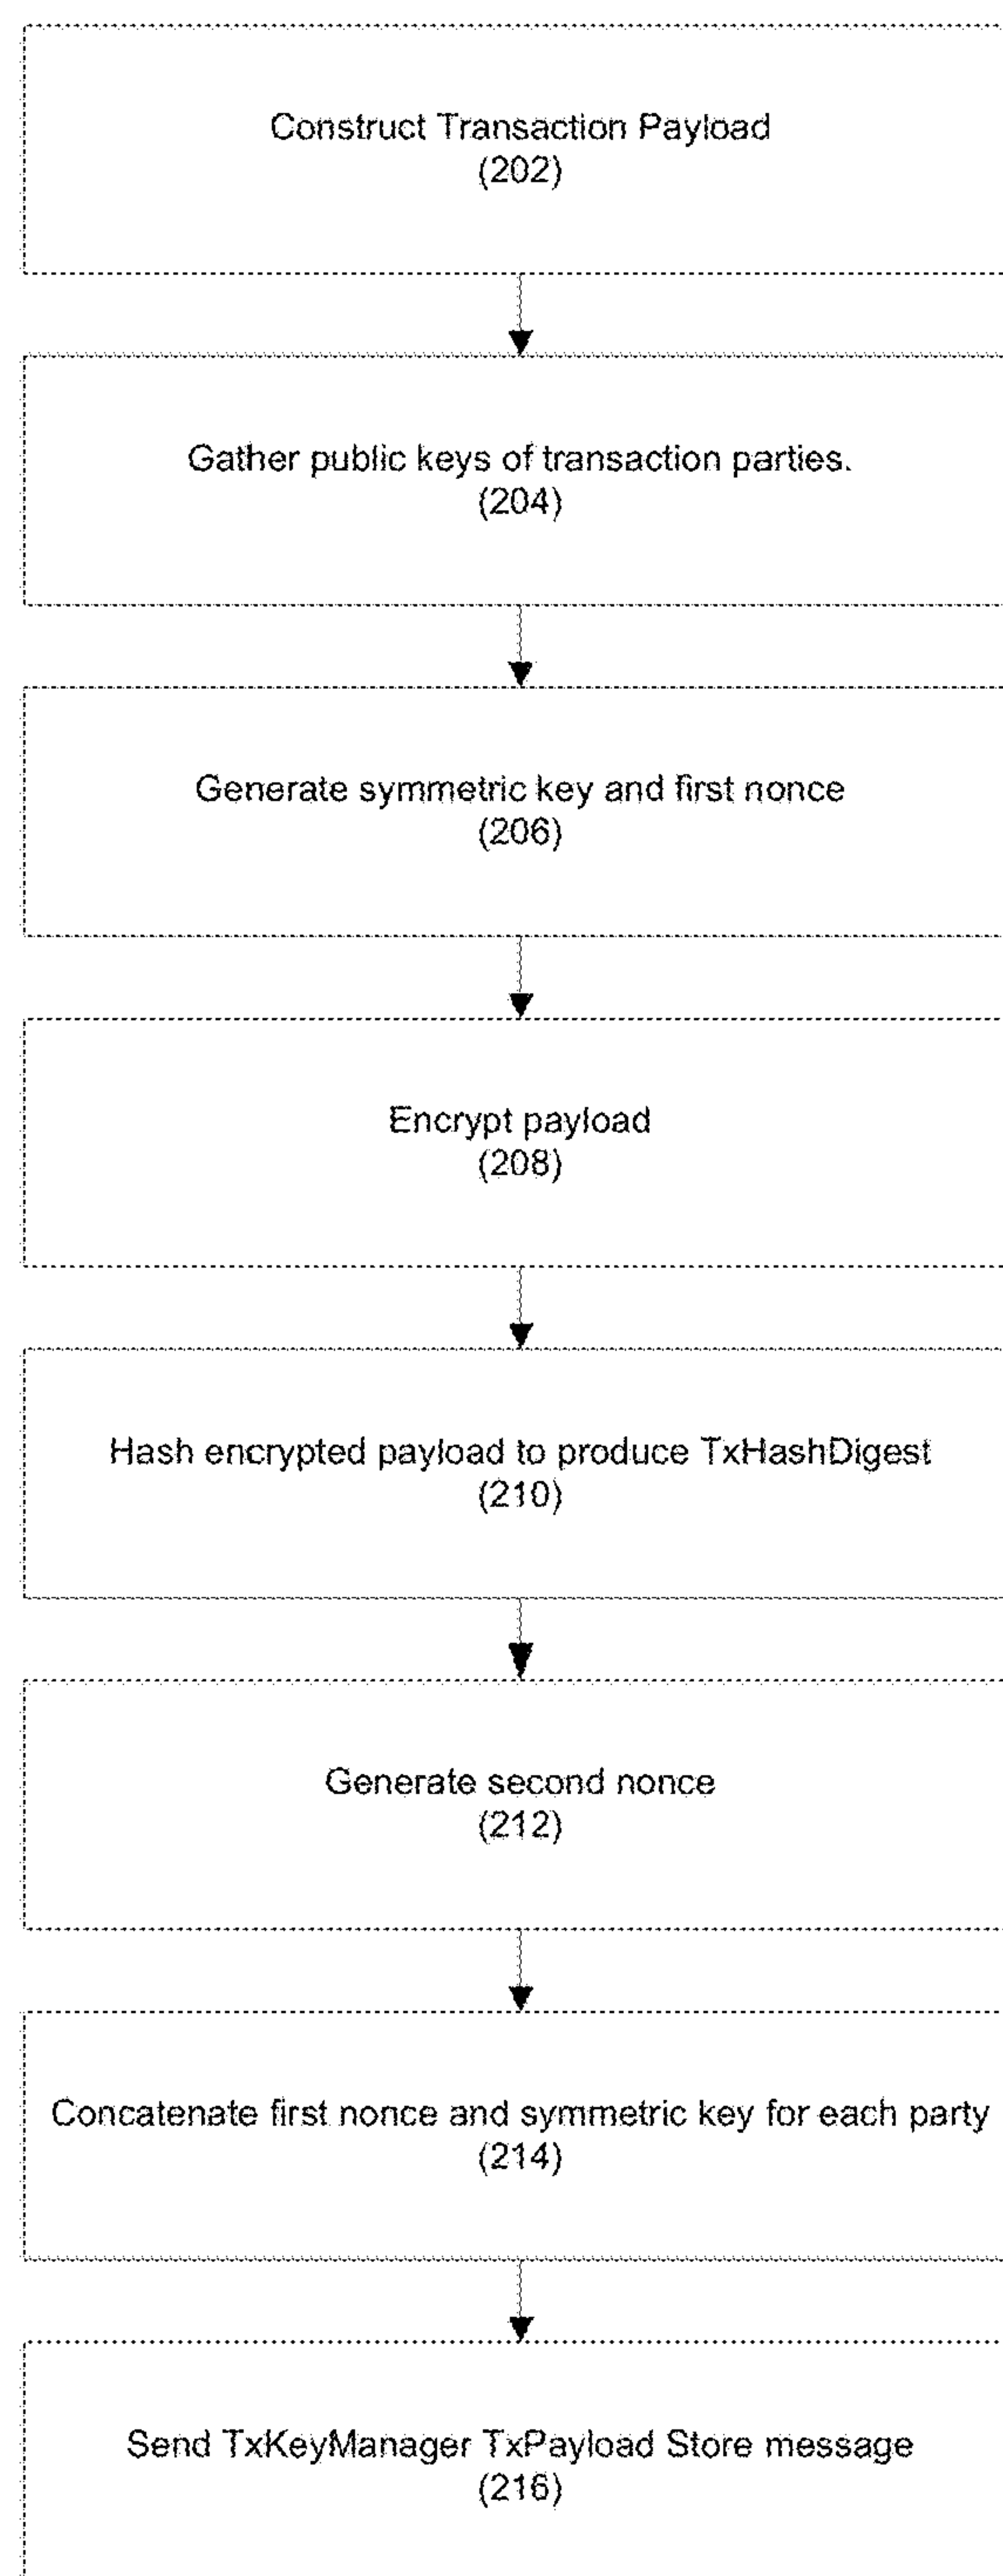 Construct Transaction Payload
(202)
Gather public keys of transaction parties.
(204)
Generate symmetric key and first nonce
(206)
Encrypt payload
(208)
Hash encrypted payload to produce TxHashDigest
(210)
Generate second nonce
(212)
Concatenate first nonce and symmetric key for each party
(214)
Send TxKeyManager TxPayload Store message
(216)